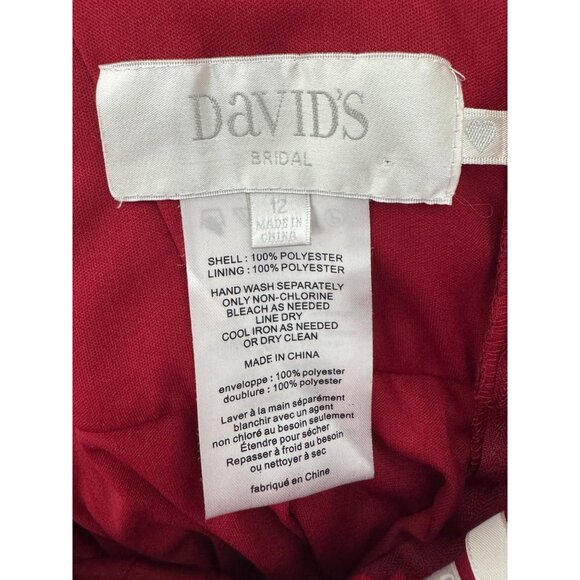 DaVID'S
BRIDAL
12
MADE IN
CHINA
SHELL : 100% POLYESTER
LINING : 100% POLYESTER
HAND WASH SEPARATELY
ONLY NON-CHLORINE
BLEACH AS NEEDED
LINE DRY
COOL IRON AS NEEDED
OR DRY CLEAN
MADE IN CHINA
enveloppe : 100% polyester
doublure : 100% polyester
Laver à la main séparément
blanchir avec un agent
non chloré au besoin seulement
Étendre pour sécher
Repasser à froid au besoin
ou nettoyer à sec
fabriqué en Chine